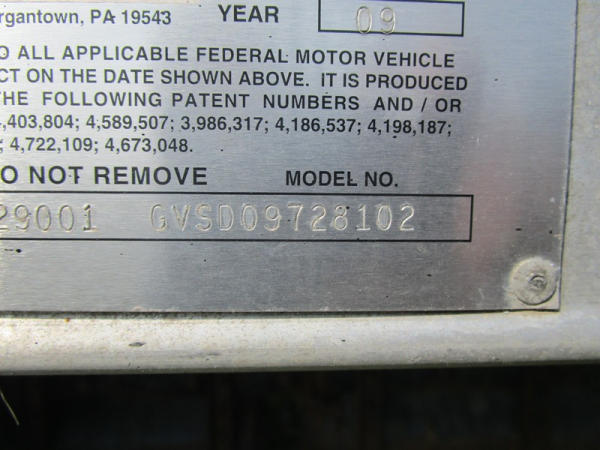 rgantown, PA 19543 YEAR 09
O ALL APPLICABLE FEDERAL MOTOR VEHICLE
CT ON THE DATE SHOWN ABOVE. IT IS PRODUCED
THE FOLLOWING PATENT NUMBERS AND / OR
,403,804; 4,589,507; 3,986,317; 4,186,537; 4,198,187;
; 4,722,109; 4,673,048.
O NOT REMOVE MODEL NO.
29001 GVSD09728102